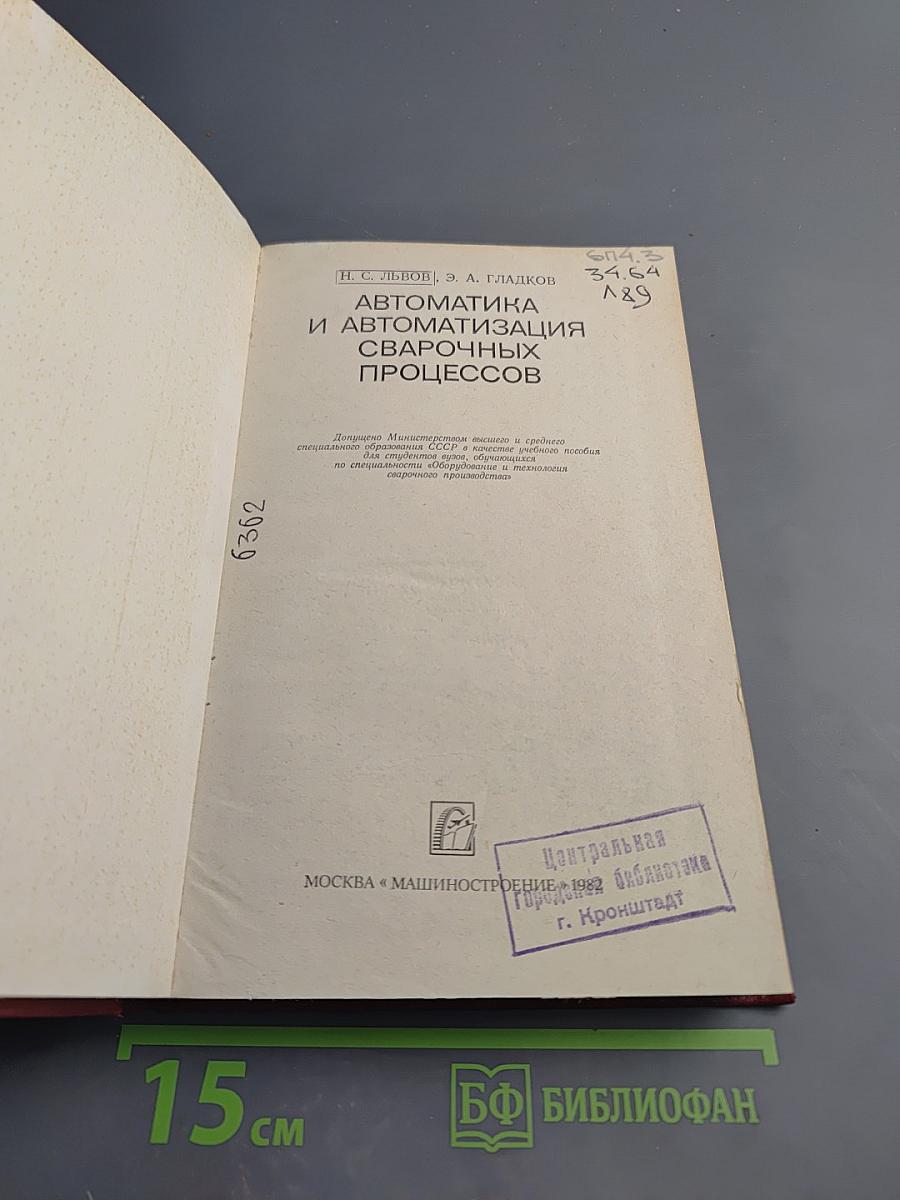 6П4.3
34.64
Л89
Н. С. ЛЬВОВ, Э. А. ГЛАДКОВ
АВТОМАТИКА
И АВТОМАТИЗАЦИЯ
СВАРОЧНЫХ
ПРОЦЕССОВ
Допущено Министерством высшего и среднего
специального образования СССР в качестве учебного пособия
для студентов вузов, обучающихся
по специальности «Оборудование и технология
сварочного производства»
6362
МОСКВА «МАШИНОСТРОЕНИЕ» 1982
Центральная
городская библиотека
г. Кронштадт
15 см
БФ БИБЛИОФАН